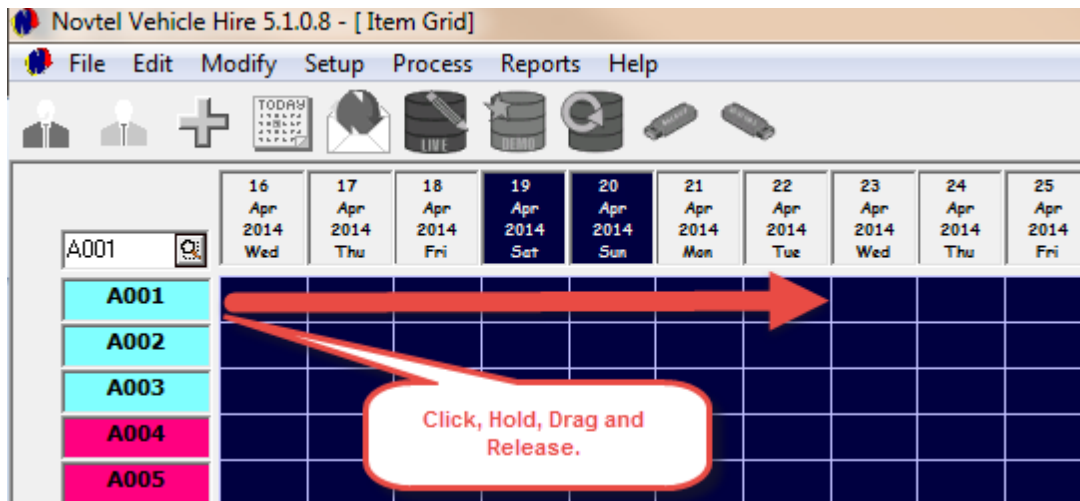 Novtel Vehicle Hire 5.1.0.8 - [ Item Grid]
File Edit Modify Setup Process Reports Help
TODAY
LIVE
DEMO
16 17 18 19 20 21 22 23 24 25
Apr Apr Apr Apr Apr Apr Apr Apr Apr Apr
2014 2014 2014 2014 2014 2014 2014 2014 2014 2014
Wed Thu Fri Sat Sun Mon Tue Wed Thu Fri
A001
A001
A002
A003
A004
A005
Click, Hold, Drag and
Release.